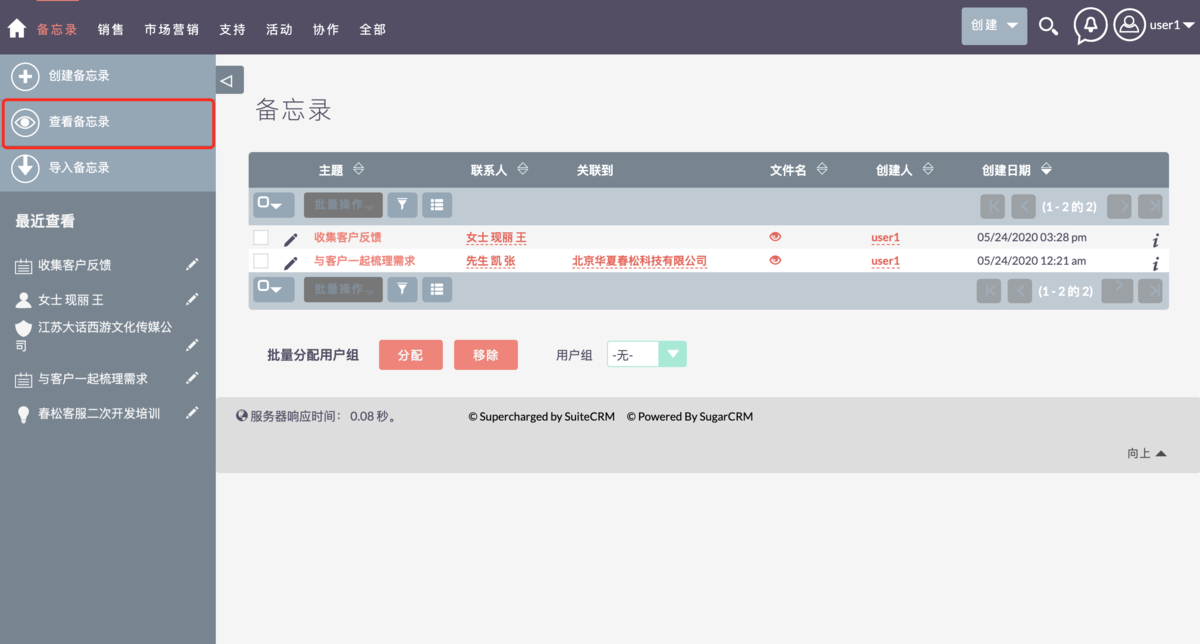 备忘录 销售 市场营销 支持 活动 协作 全部 创建 user1
创建备忘录
查看备忘录
导入备忘录
最近查看
收集客户反馈
女士 现丽 王
江苏大话西游文化传媒公
司
与客户一起梳理需求
春松客服二次开发培训
备忘录
主题 联系人 关联到 文件名 创建人 创建日期
批量操作 (1 - 2 的 2)
收集客户反馈 女士 现丽 王 user1 05/24/2020 03:28 pm
与客户一起梳理需求 先生 凯 张 北京华夏春松科技有限公司 user1 05/24/2020 12:21 am
批量操作 (1 - 2 的 2)
批量分配用户组 分配 移除 用户组 -无-
服务器响应时间： 0.08 秒。 © Supercharged by SuiteCRM © Powered By SugarCRM
向上